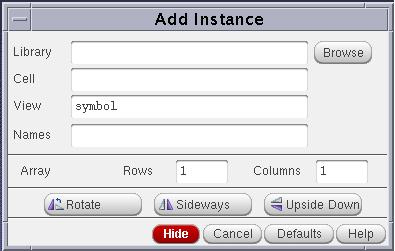 Add Instance
Library Browse
Cell
View symbol
Names
Array Rows 1 Columns 1
Rotate Sideways Upside Down
Hide Cancel Defaults Help